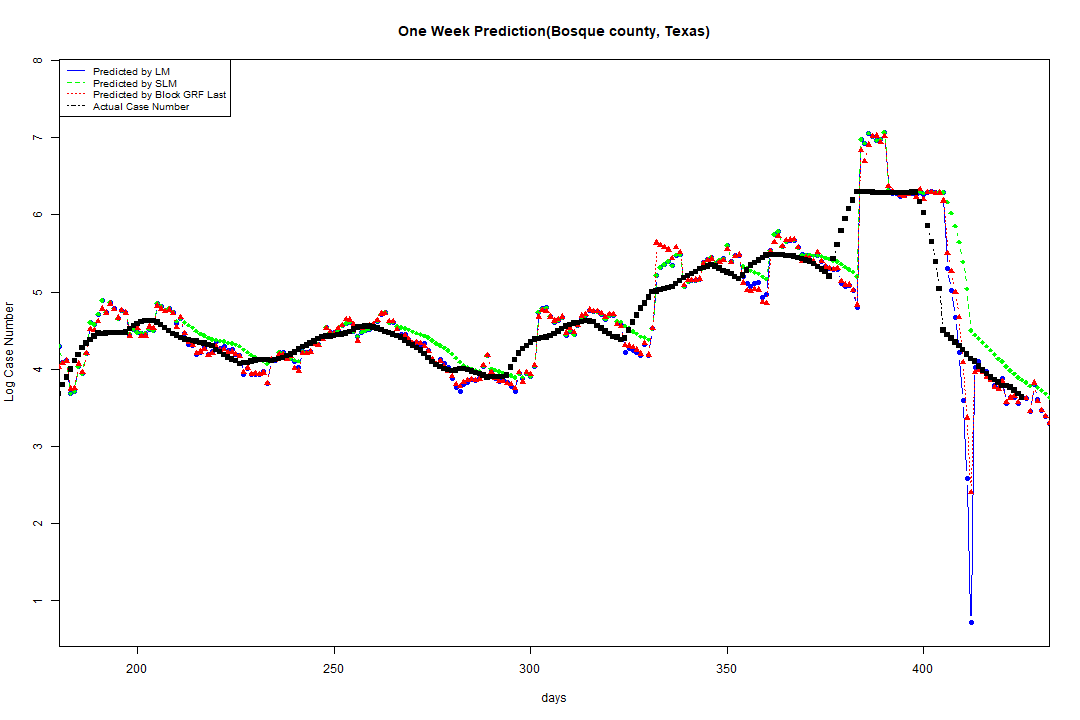 One Week Prediction(Bosque county, Texas)
Predicted by LM
Predicted by SLM
Predicted by Block GRF Last
Actual Case Number
8
7
6
5
4
3
2
1
Log Case Number
200 250 300 350 400
days